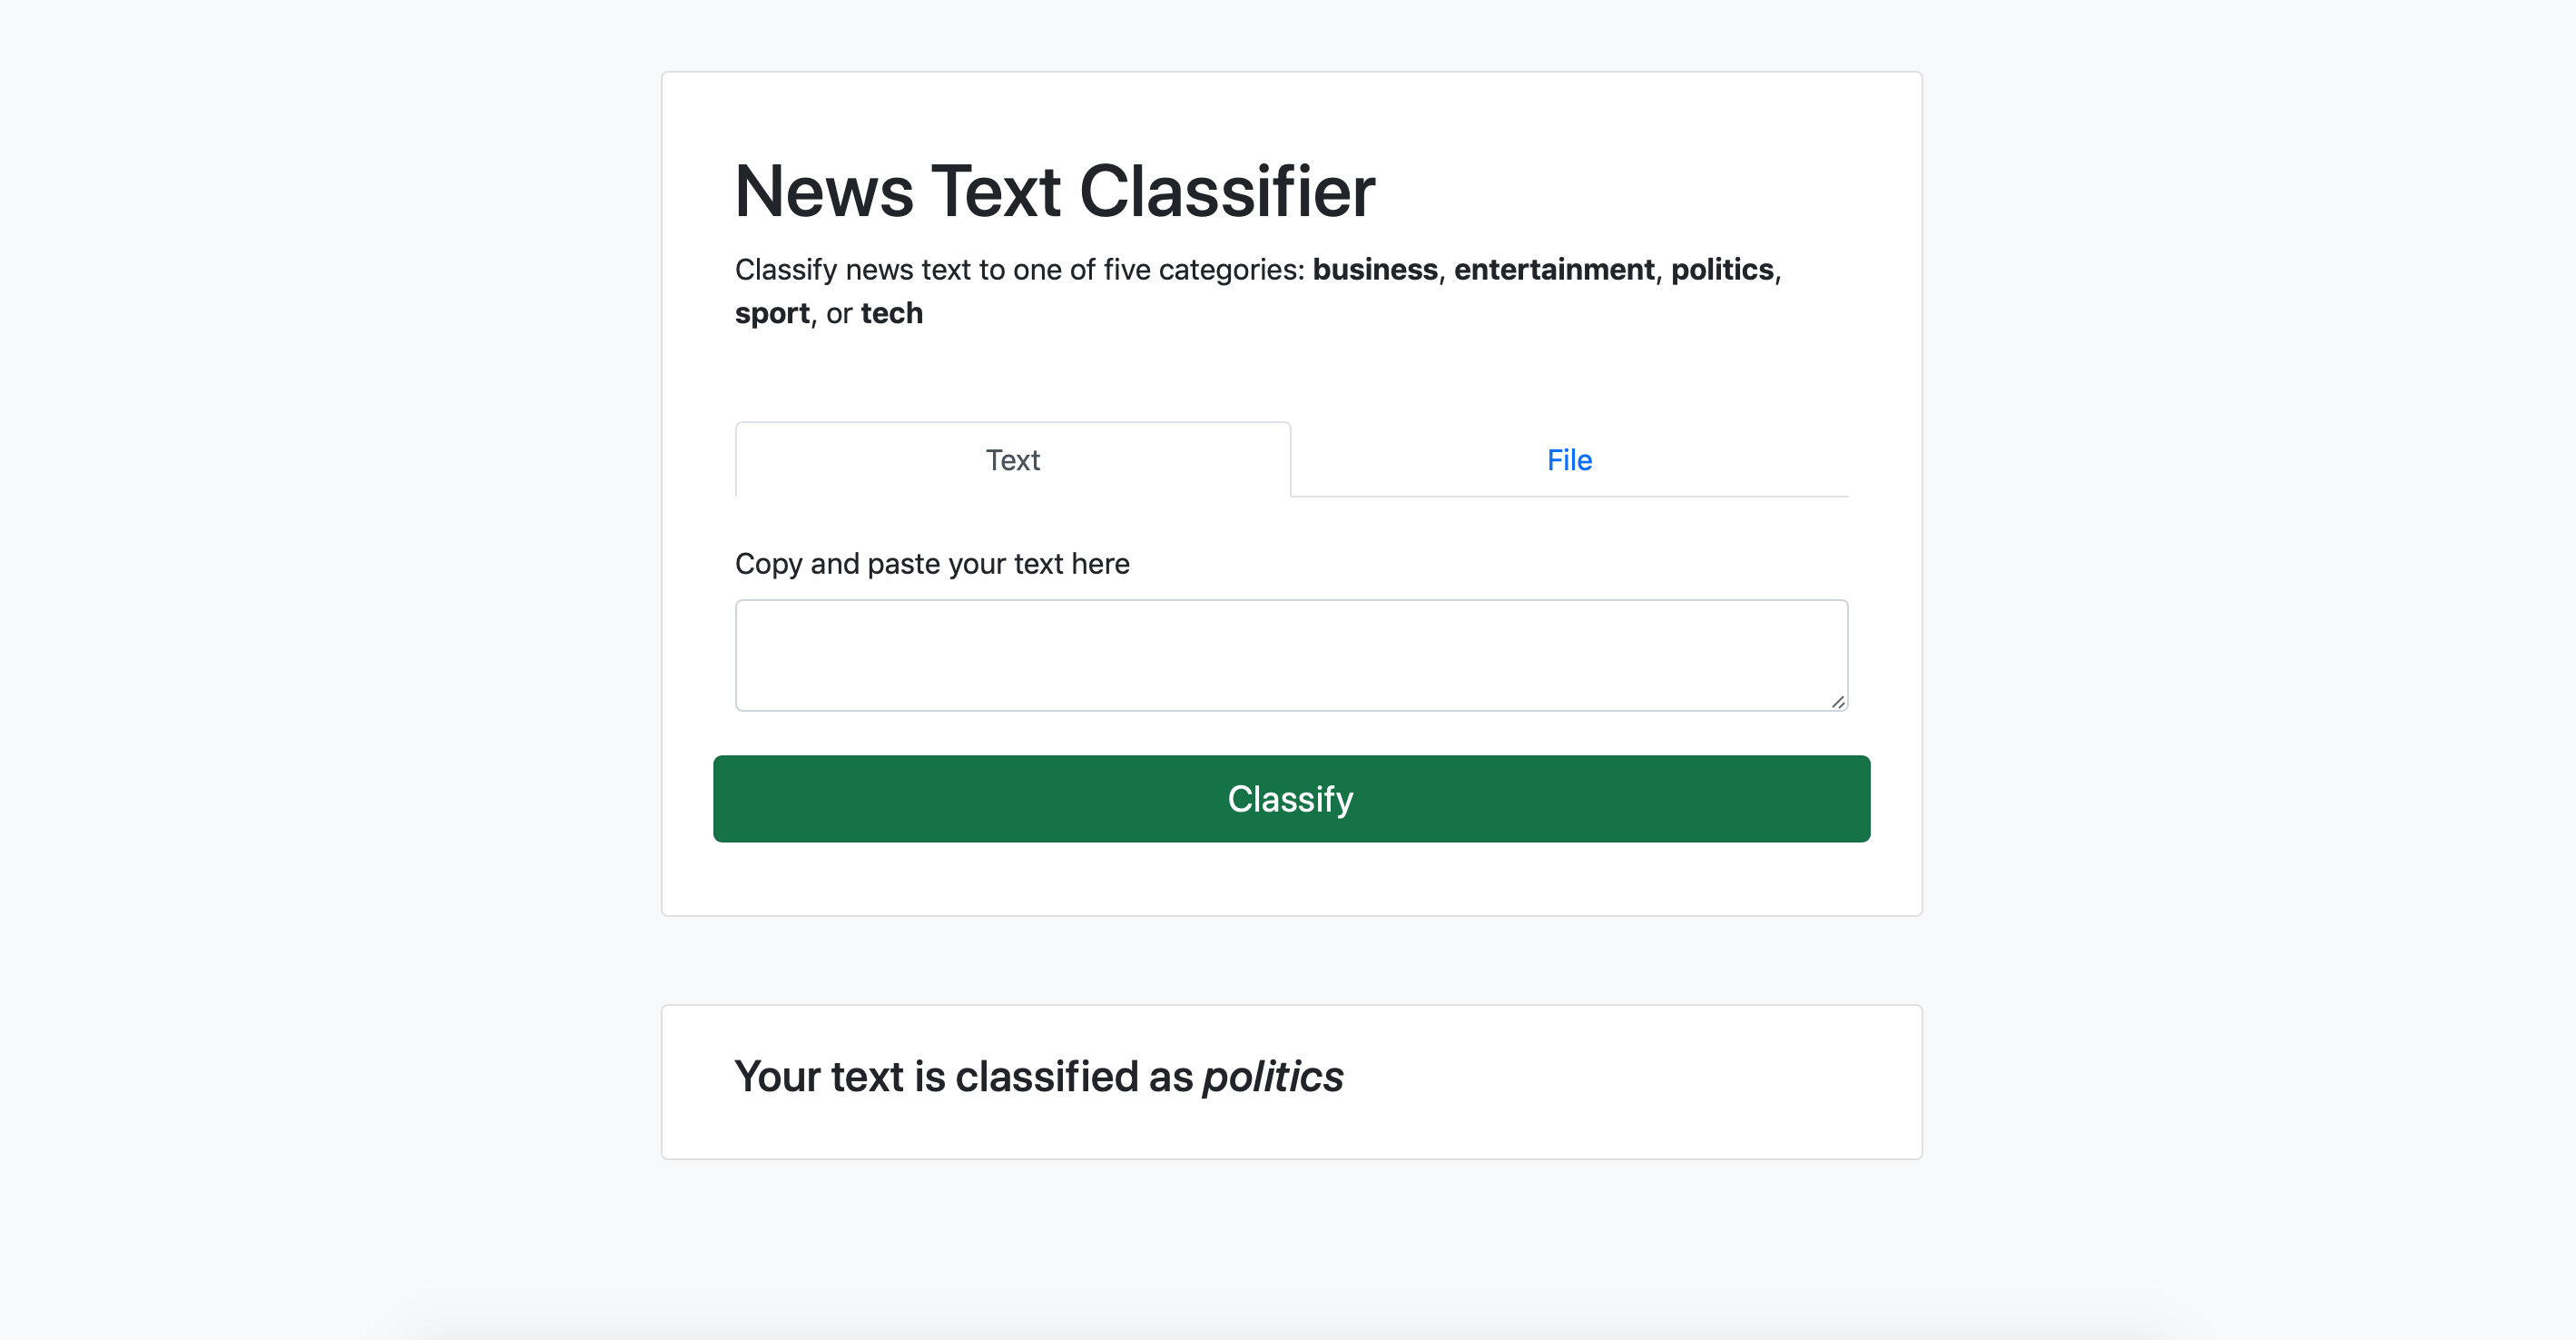 News Text Classifier
Classify news text to one of five categories: business, entertainment, politics,
sport, or tech
Text
File
Copy and paste your text here
Classify
Your text is classified as politics